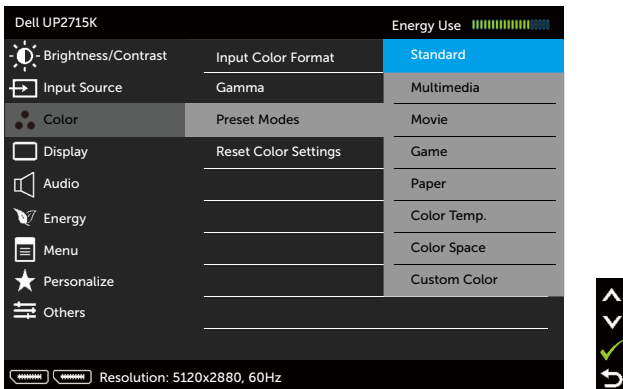 Dell UP2715K
Energy Use
Brightness/Contrast
Input Color Format
Standard
Input Source
Gamma
Multimedia
Color
Preset Modes
Movie
Display
Reset Color Settings
Game
Audio
Paper
Energy
Color Temp.
Menu
Color Space
Personalize
Custom Color
Others
Resolution: 5120x2880, 60Hz